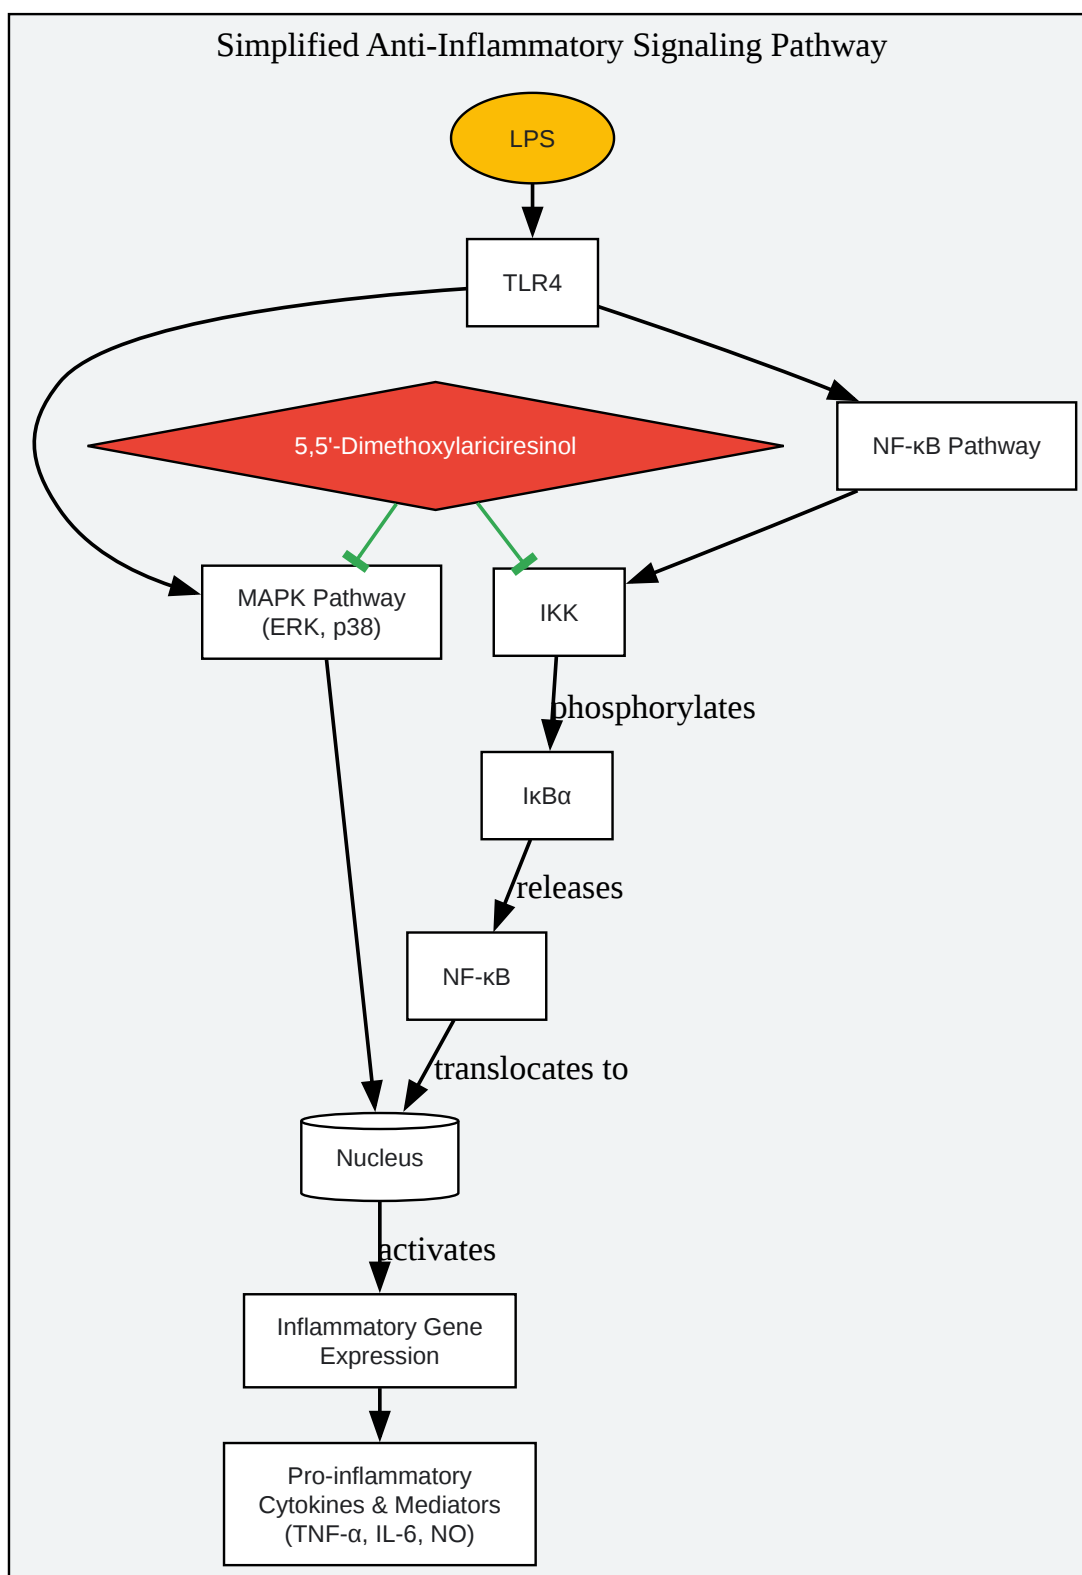 Simplified Anti-Inflammatory Signaling Pathway
LPS
TLR4
5,5'-Dimethoxylariciresinol
NF-κB Pathway
MAPK Pathway
(ERK, p38)
IKK
phosphorylates
IκBα
releases
NF-κB
translocates to
Nucleus
activates
Inflammatory Gene
Expression
Pro-inflammatory
Cytokines & Mediators
(TNF-α, IL-6, NO)